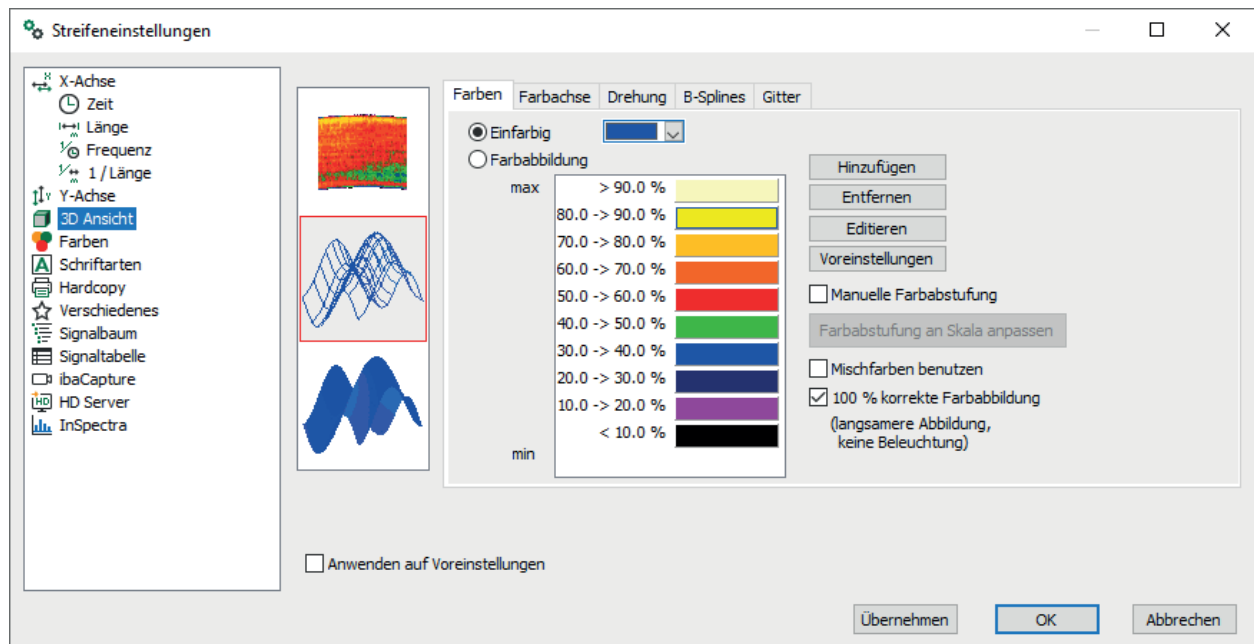 Streifeneinstellungen
X-Achse
Zeit
Länge
Frequenz
1 / Länge
Y-Achse
3D Ansicht
Farben
Schriftarten
Hardcopy
Verschiedenes
Signalbaum
Signaltabelle
ibaCapture
HD Server
InSpectra
Farben Farbachse Drehung B-Splines Gitter
Einfarbig
Farbabbildung
max > 90.0 %
80.0 -> 90.0 %
70.0 -> 80.0 %
60.0 -> 70.0 %
50.0 -> 60.0 %
40.0 -> 50.0 %
30.0 -> 40.0 %
20.0 -> 30.0 %
10.0 -> 20.0 %
< 10.0 %
min
Hinzufügen
Entfernen
Editieren
Voreinstellungen
Manuelle Farbabstufung
Farbabstufung an Skala anpassen
Mischfarben benutzen
100 % korrekte Farbabbildung
(langsamere Abbildung,
keine Beleuchtung)
Anwenden auf Voreinstellungen
Übernehmen OK Abbrechen